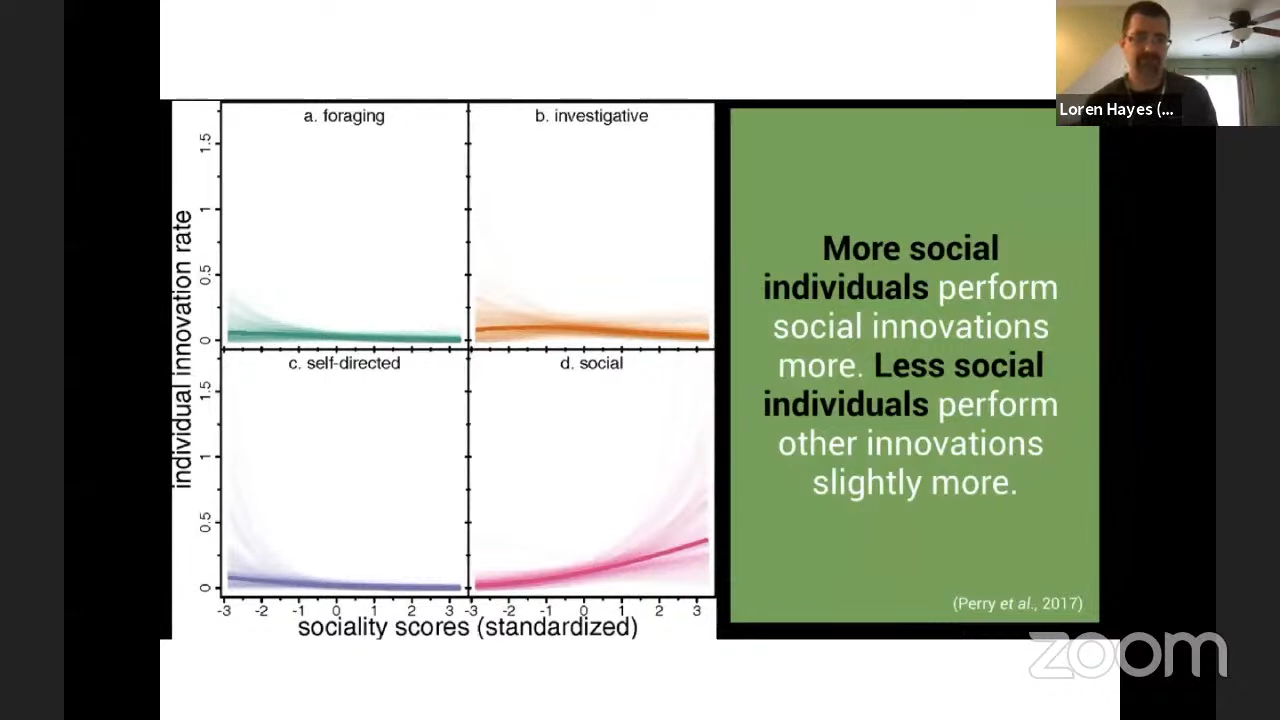 Loren Hayes (...
a. foraging
b. investigative
1.5
1
0.5
0
c. self-directed
d. social
1.5
1
0.5
0
individual innovation rate
-3 -2 -1 0 1 2 3 -3 -2 -1 0 1 2 3
sociality scores (standardized)
More social
individuals perform
social innovations
more. Less social
individuals perform
other innovations
slightly more.
(Perry et al., 2017)
zoom